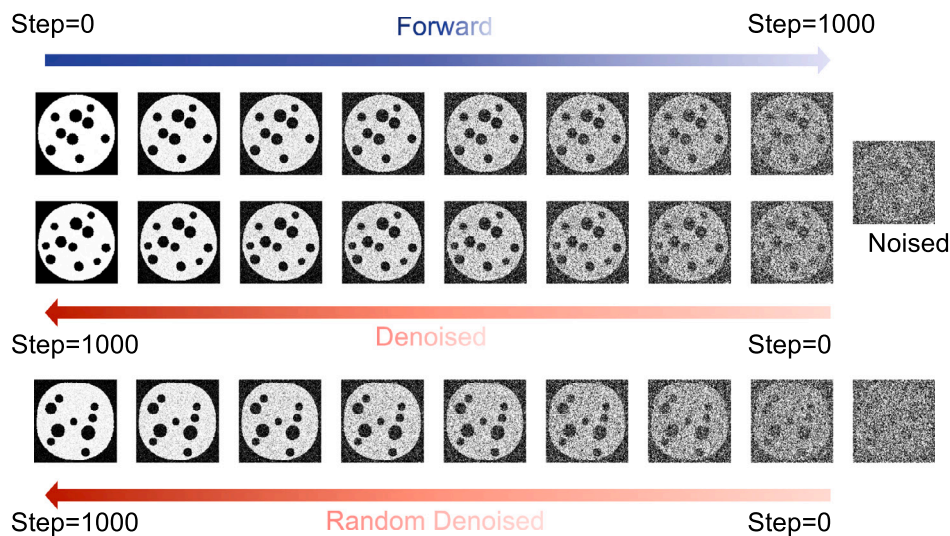 Step=0
Forward
Step=1000
Noised
Denoised
Step=1000
Step=0
Step=1000
Random Denoised
Step=0